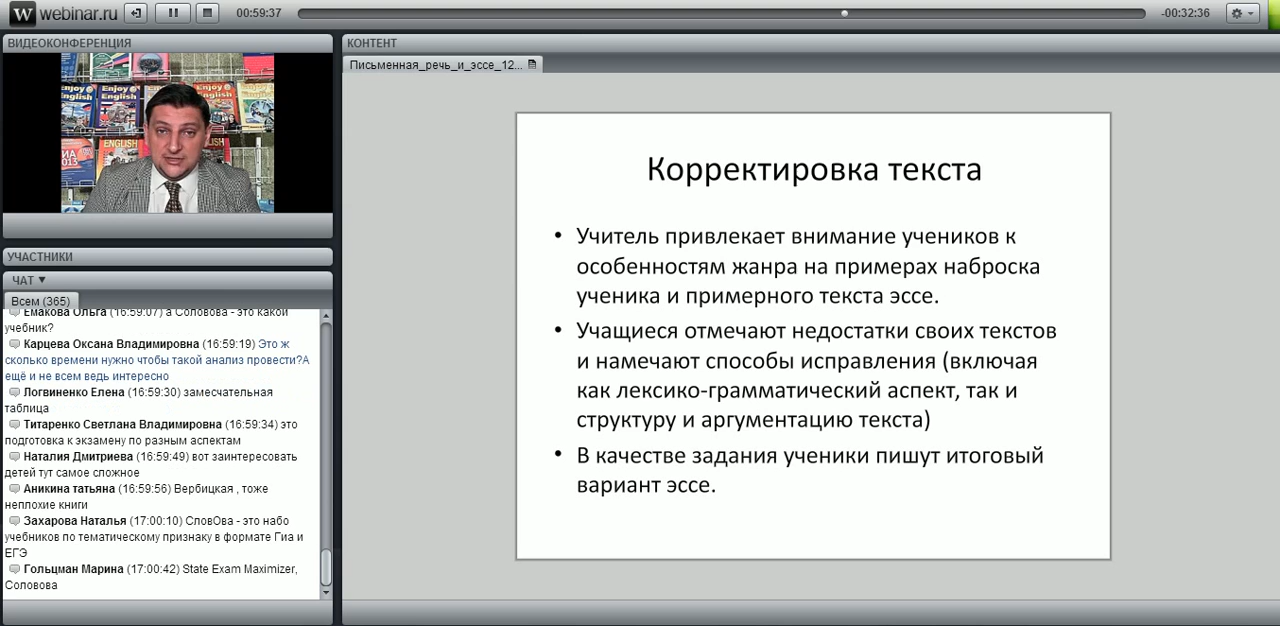 W webinar.ru
00:59:37
-00:32:36
ВИДЕОКОНФЕРЕНЦИЯ
Enjoy English
Enjoy English
ENGLISH
2013
УЧАСТНИКИ
ЧАТ ▼
Всем (365)
Емакова Ольга (16:59:07) а Соловова - это какой
учебник?
Карцева Оксана Владимировна (16:59:19) Это ж
сколько времени нужно чтобы такой анализ провести?А
ещё и не всем ведь интересно
Логвиненко Елена (16:59:30) замесчательная
таблица
Титаренко Светлана Владимировна (16:59:34) это
подготовка к экзамену по разным аспектам
Наталия Дмитриева (16:59:49) вот заинтересовать
детей тут самое сложное
Аникина татьяна (16:59:56) Вербицкая , тоже
неплохие книги
Захарова Наталья (17:00:10) СловОва - это набо
учебников по тематическому признаку в формате Гиа и
ЕГЭ
Гольцман Марина (17:00:42) State Exam Maximizer,
Соловова
КОНТЕНТ
Письменная_речь_и_эссе_12...
Корректировка текста
• Учитель привлекает внимание учеников к
особенностям жанра на примерах наброска
ученика и примерного текста эссе.
• Учащиеся отмечают недостатки своих текстов
и намечают способы исправления (включая
как лексико-грамматический аспект, так и
структуру и аргументацию текста)
• В качестве задания ученики пишут итоговый
вариант эссе.